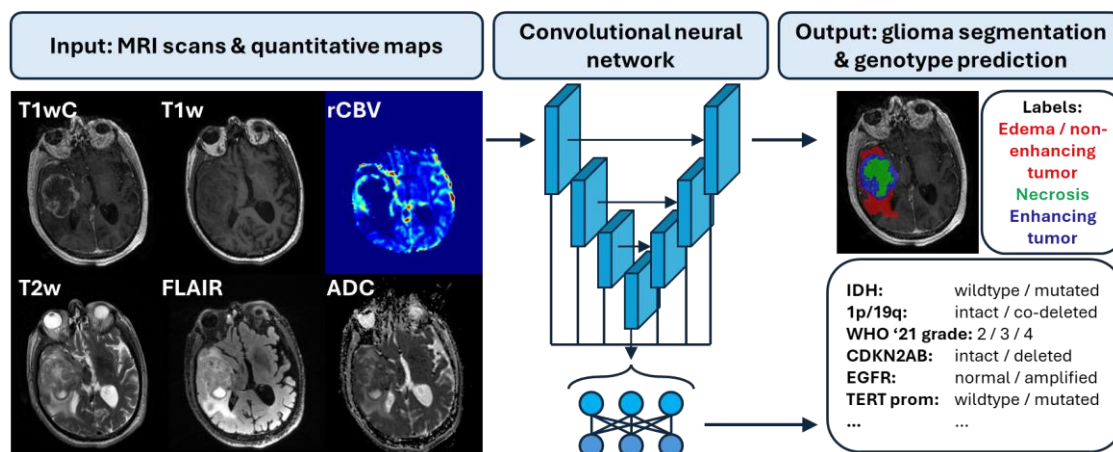 Input: MRI scans & quantitative maps
Convolutional neural
network
Output: glioma segmentation
& genotype prediction
T1wC
T1w
rCBV
T2w
FLAIR
ADC
Labels:
Edema / non-
enhancing
tumor
Necrosis
Enhancing
tumor
IDH: wildtype / mutated
1p/19q: intact / co-deleted
WHO ‘21 grade: 2 / 3 / 4
CDKN2AB: intact / deleted
EGFR: normal / amplified
TERT prom: wildtype / mutated
... ...